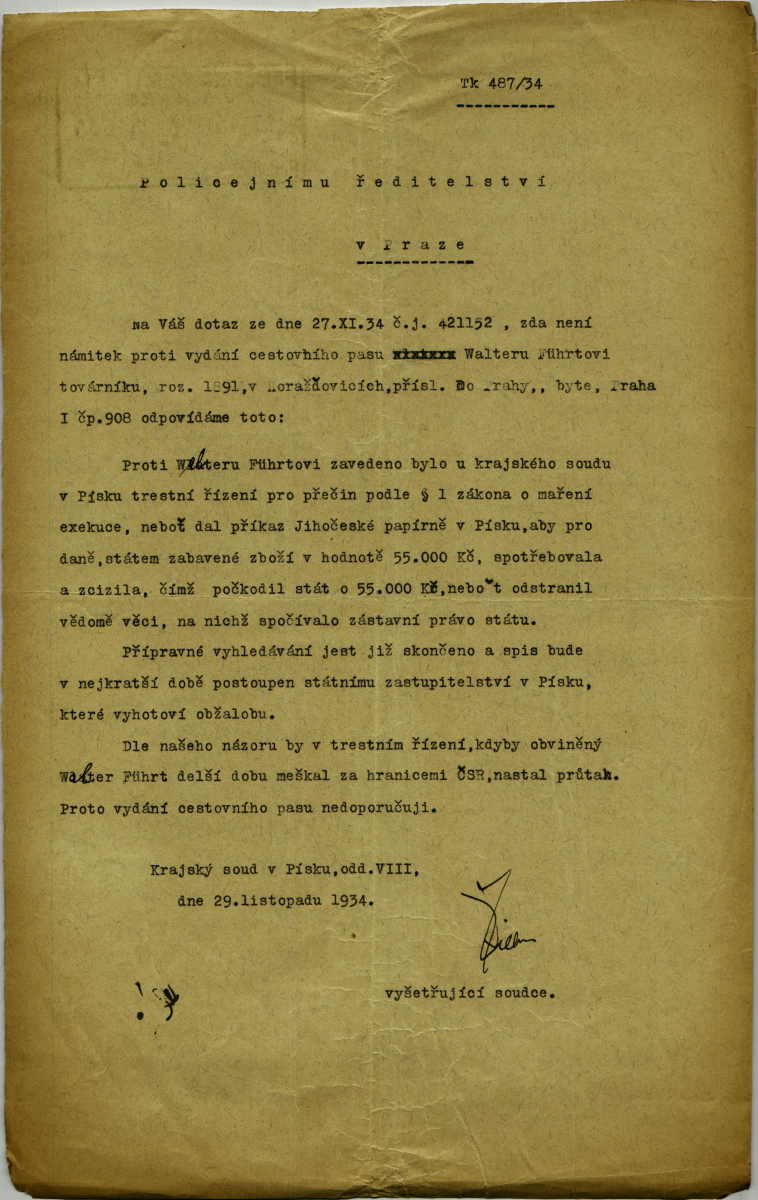 Tk 487/34
Policejnímu ředitelství
v Praze
Na Váš dotaz ze dne 27.XI.34 č.j. 421152 , zda není
námitek proti vydání cestovního pasu Walteru Führtovi
továrníku, roz. 1891,v Horažďovicích,přísl. Do Prahy,, byte, Praha
I čp.908 odpovídáme toto:
Proti Walteru Führtovi zavedeno bylo u krajského soudu
v Písku trestní řízení pro přečin podle § 1 zákona o maření
exekuce, neboť dal příkaz Jihočeské papírně v Písku,aby pro
daně,státem zabavené zboží v hodnotě 55.000 Kč, spotřebovala
a zcizila, čímž počkodil stát o 55.000 Kč,neboˇt odstranil
vědomě věci, na nichž spočívalo zástavní právo státu.
Přípravné vyhledávání jest již skončeno a spis bude
v nejkratší době postoupen státnímu zastupitelství v Písku,
které vyhotoví obžalobu.
Dle našeho názoru by v trestním řízení,kdyby obviněný
Walter Führt delší dobu meškal za hranicemi ČSR,nastal průtah.
Proto vydání cestovního pasu nedoporučuji.
Krajský soud v Písku,odd.VIII,
dne 29.listopadu 1934.
vyšetřující soudce.